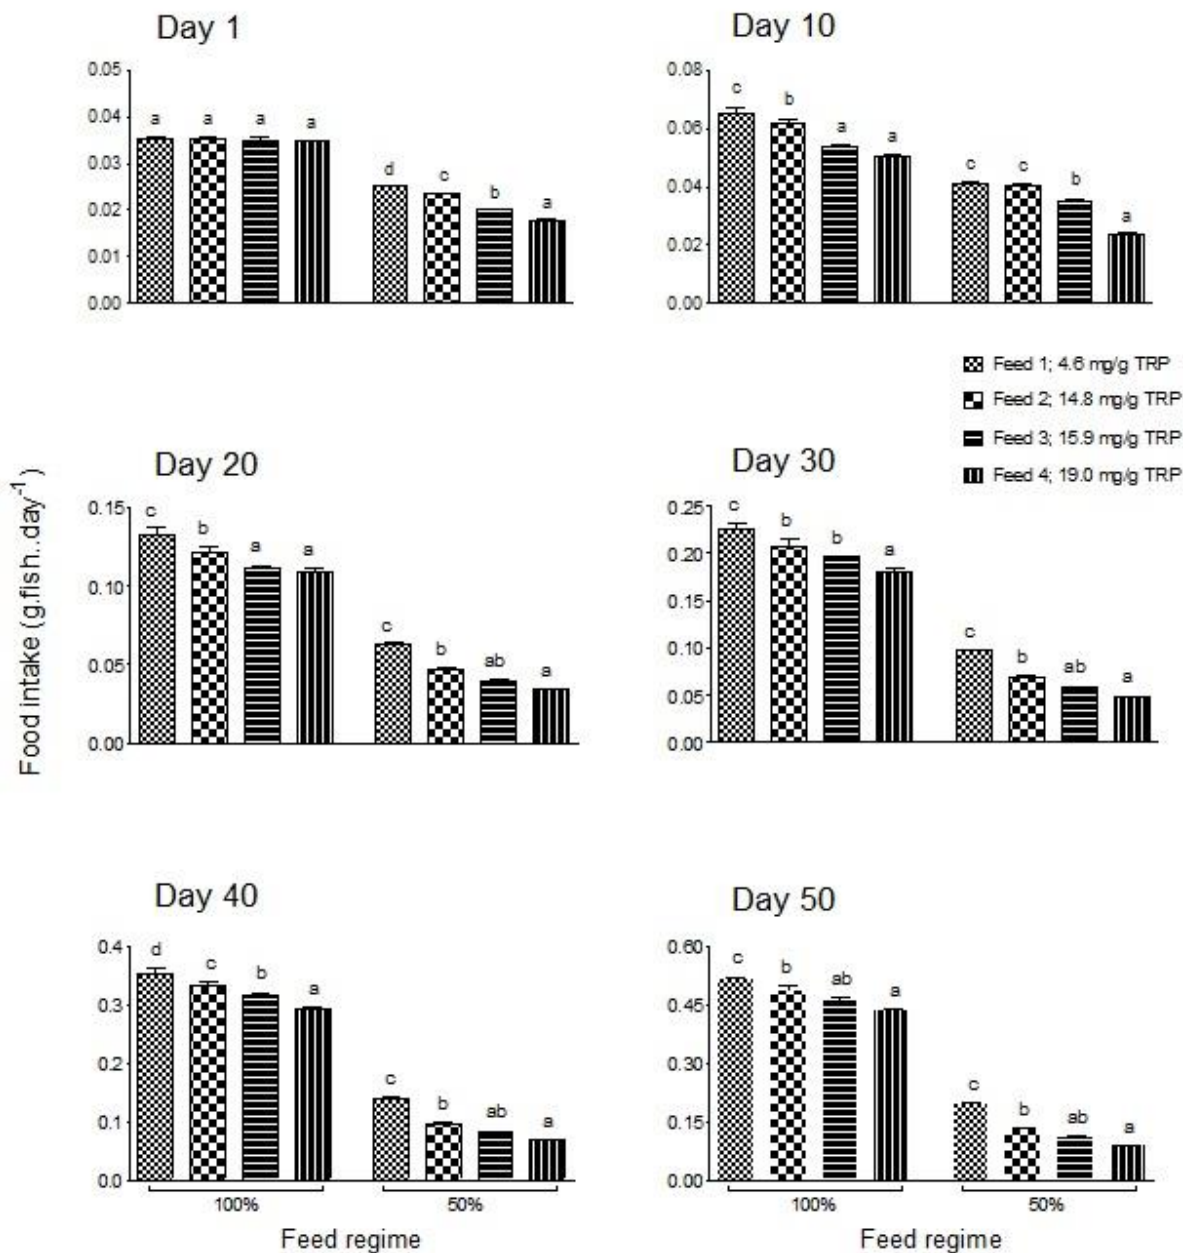 Day 1
0.05
0.04
0.03
0.02
0.01
0.00
a a a a d c b a
Day 10
0.08
0.06
0.04
0.02
0.00
c b a a c c b a
Feed 1; 4.6 mg/g TRP
Feed 2; 14.8 mg/g TRP
Feed 3; 15.9 mg/g TRP
Feed 4; 19.0 mg/g TRP
Food intake (g.fish..day-1)
Day 20
0.15
0.10
0.05
0.00
c b a a c b ab a
Day 30
0.25
0.20
0.15
0.10
0.05
0.00
c b b a c b ab a
Day 40
0.4
0.3
0.2
0.1
0.0
d c b a c b ab a
100% 50%
Feed regime
Day 50
0.60
0.45
0.30
0.15
0.00
c b ab a c b ab a
100% 50%
Feed regime